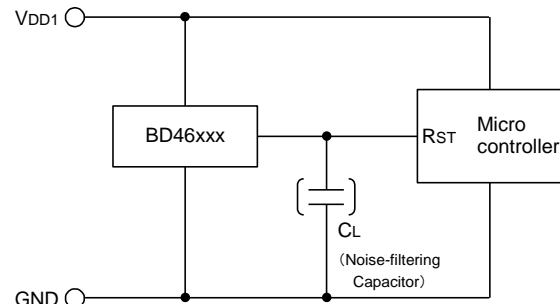 VDD1
BD46xxx
RST
Micro
controller
CL
（Noise-filtering
Capacitor）
GND